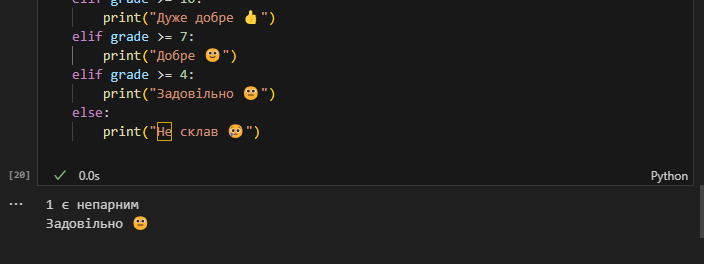 elif grade >= 10:
print("Дуже добре 👍")
elif grade >= 7:
print("Добре 🙂")
elif grade >= 4:
print("Задовільно 😐")
else:
print("Не склав 😢")
[20] ✓ 0.0s Python
... 1 є непарним
Задовільно 😐